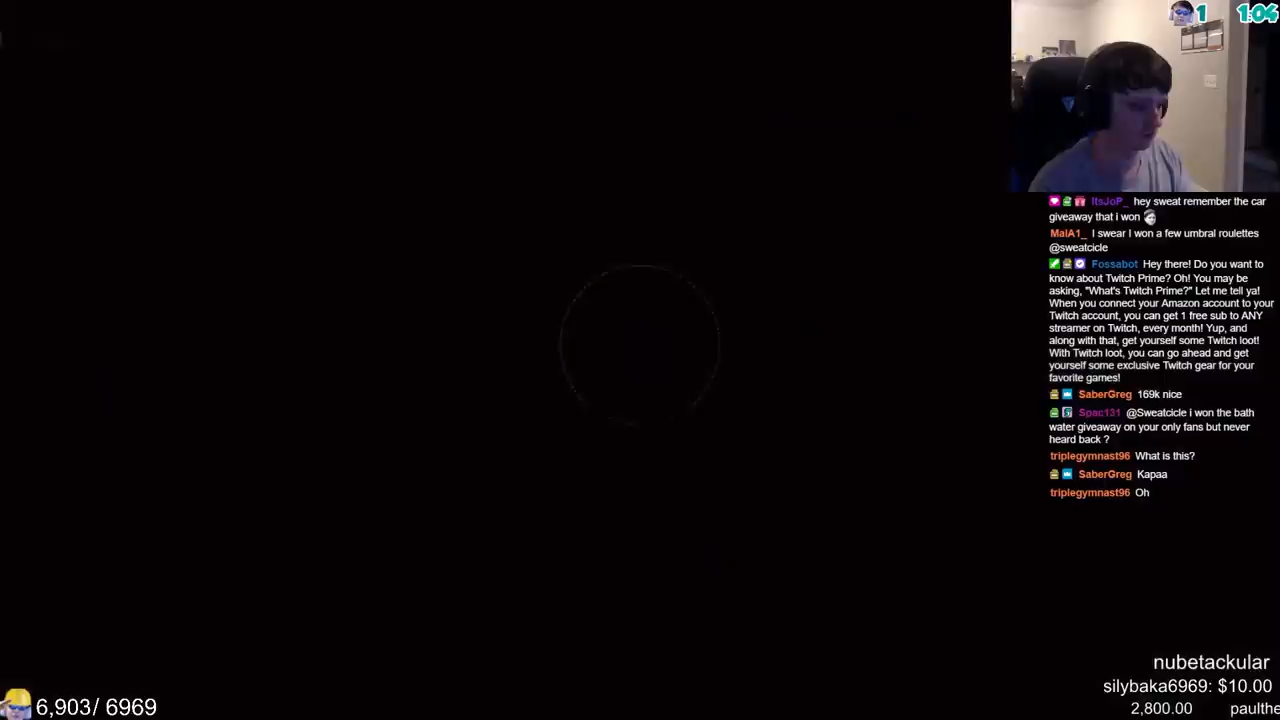 1 1:04
ItsJoP_ hey sweat remember the car
giveaway that i won
MalA1_ I swear I won a few umbral roulettes
@sweatcicle
Fossabot Hey there! Do you want to
know about Twitch Prime? Oh! You may be
asking, "What's Twitch Prime?" Let me tell ya!
When you connect your Amazon account to your
Twitch account, you can get 1 free sub to ANY
streamer on Twitch, every month! Yup, and
along with that, get yourself some Twitch loot!
With Twitch loot, you can go ahead and get
yourself some exclusive Twitch gear for your
favorite games!
SaberGreg 169k nice
Spac131 @Sweatcicle i won the bath
water giveaway on your only fans but never
heard back ?
triplegymnast96 What is this?
SaberGreg Kapaa
triplegymnast96 Oh
nubetackular
silybaka6969: $10.00
2,800.00 paulthe
6,903/ 6969